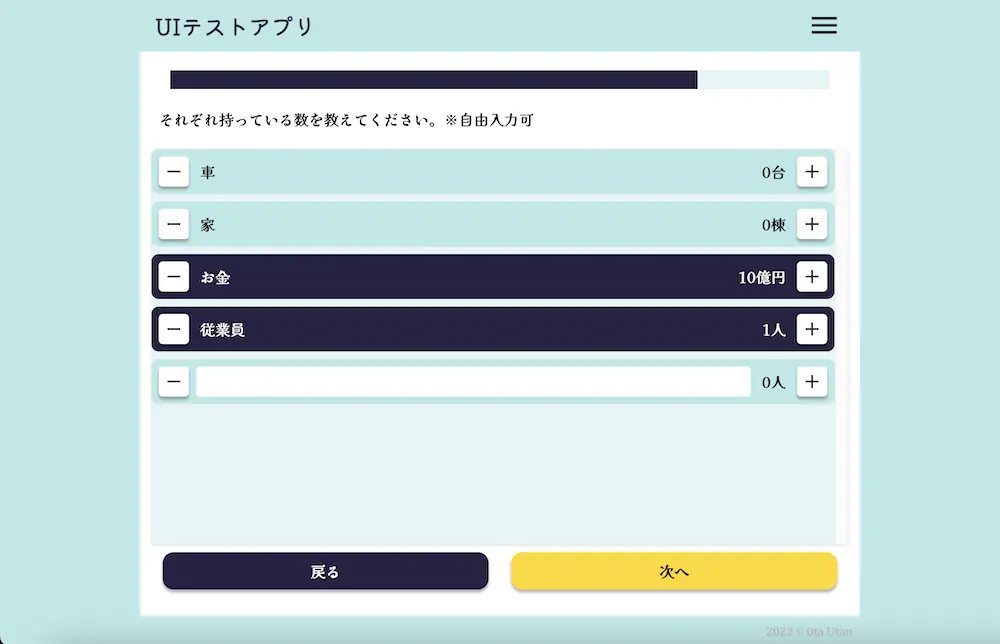 UIテストアプリ
それぞれ持っている数を教えてください。※自由入力可
− 車 0台 +
− 家 0棟 +
− お金 10億円 +
− 従業員 1人 +
− 0人 +
戻る 次へ
2022 © Ota Utan